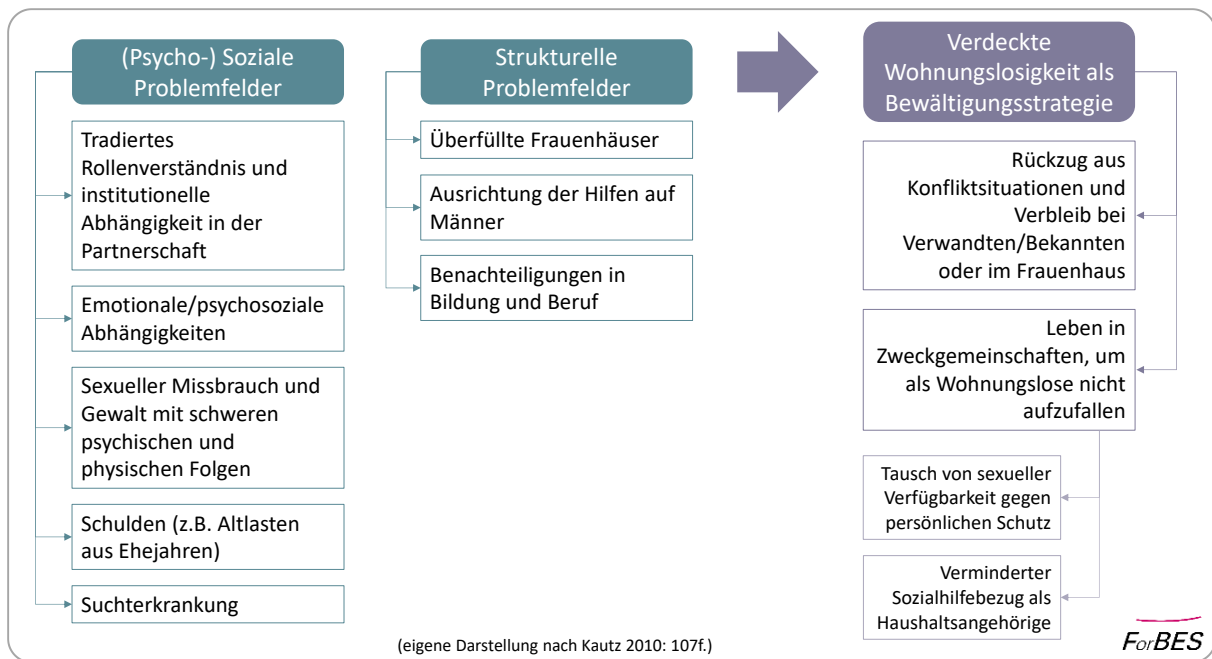 (Psycho-) Soziale
Problemfelder
Tradiertes
Rollenverständnis und
institutionelle
Abhängigkeit in der
Partnerschaft
Emotionale/psychosoziale
Abhängigkeiten
Sexueller Missbrauch und
Gewalt mit schweren
psychischen und
physischen Folgen
Schulden (z.B. Altlasten
aus Ehejahren)
Suchterkrankung
Strukturelle
Problemfelder
Überfüllte Frauenhäuser
Ausrichtung der Hilfen auf
Männer
Benachteiligungen in
Bildung und Beruf
Verdeckte
Wohnungslosigkeit als
Bewältigungsstrategie
Rückzug aus
Konfliktsituationen und
Verbleib bei
Verwandten/Bekannten
oder im Frauenhaus
Leben in
Zweckgemeinschaften, um
als Wohnungslose nicht
aufzufallen
Tausch von sexueller
Verfügbarkeit gegen
persönlichen Schutz
Verminderter
Sozialhilfebezug als
Haushaltsangehörige
(eigene Darstellung nach Kautz 2010: 107f.)
ForBES